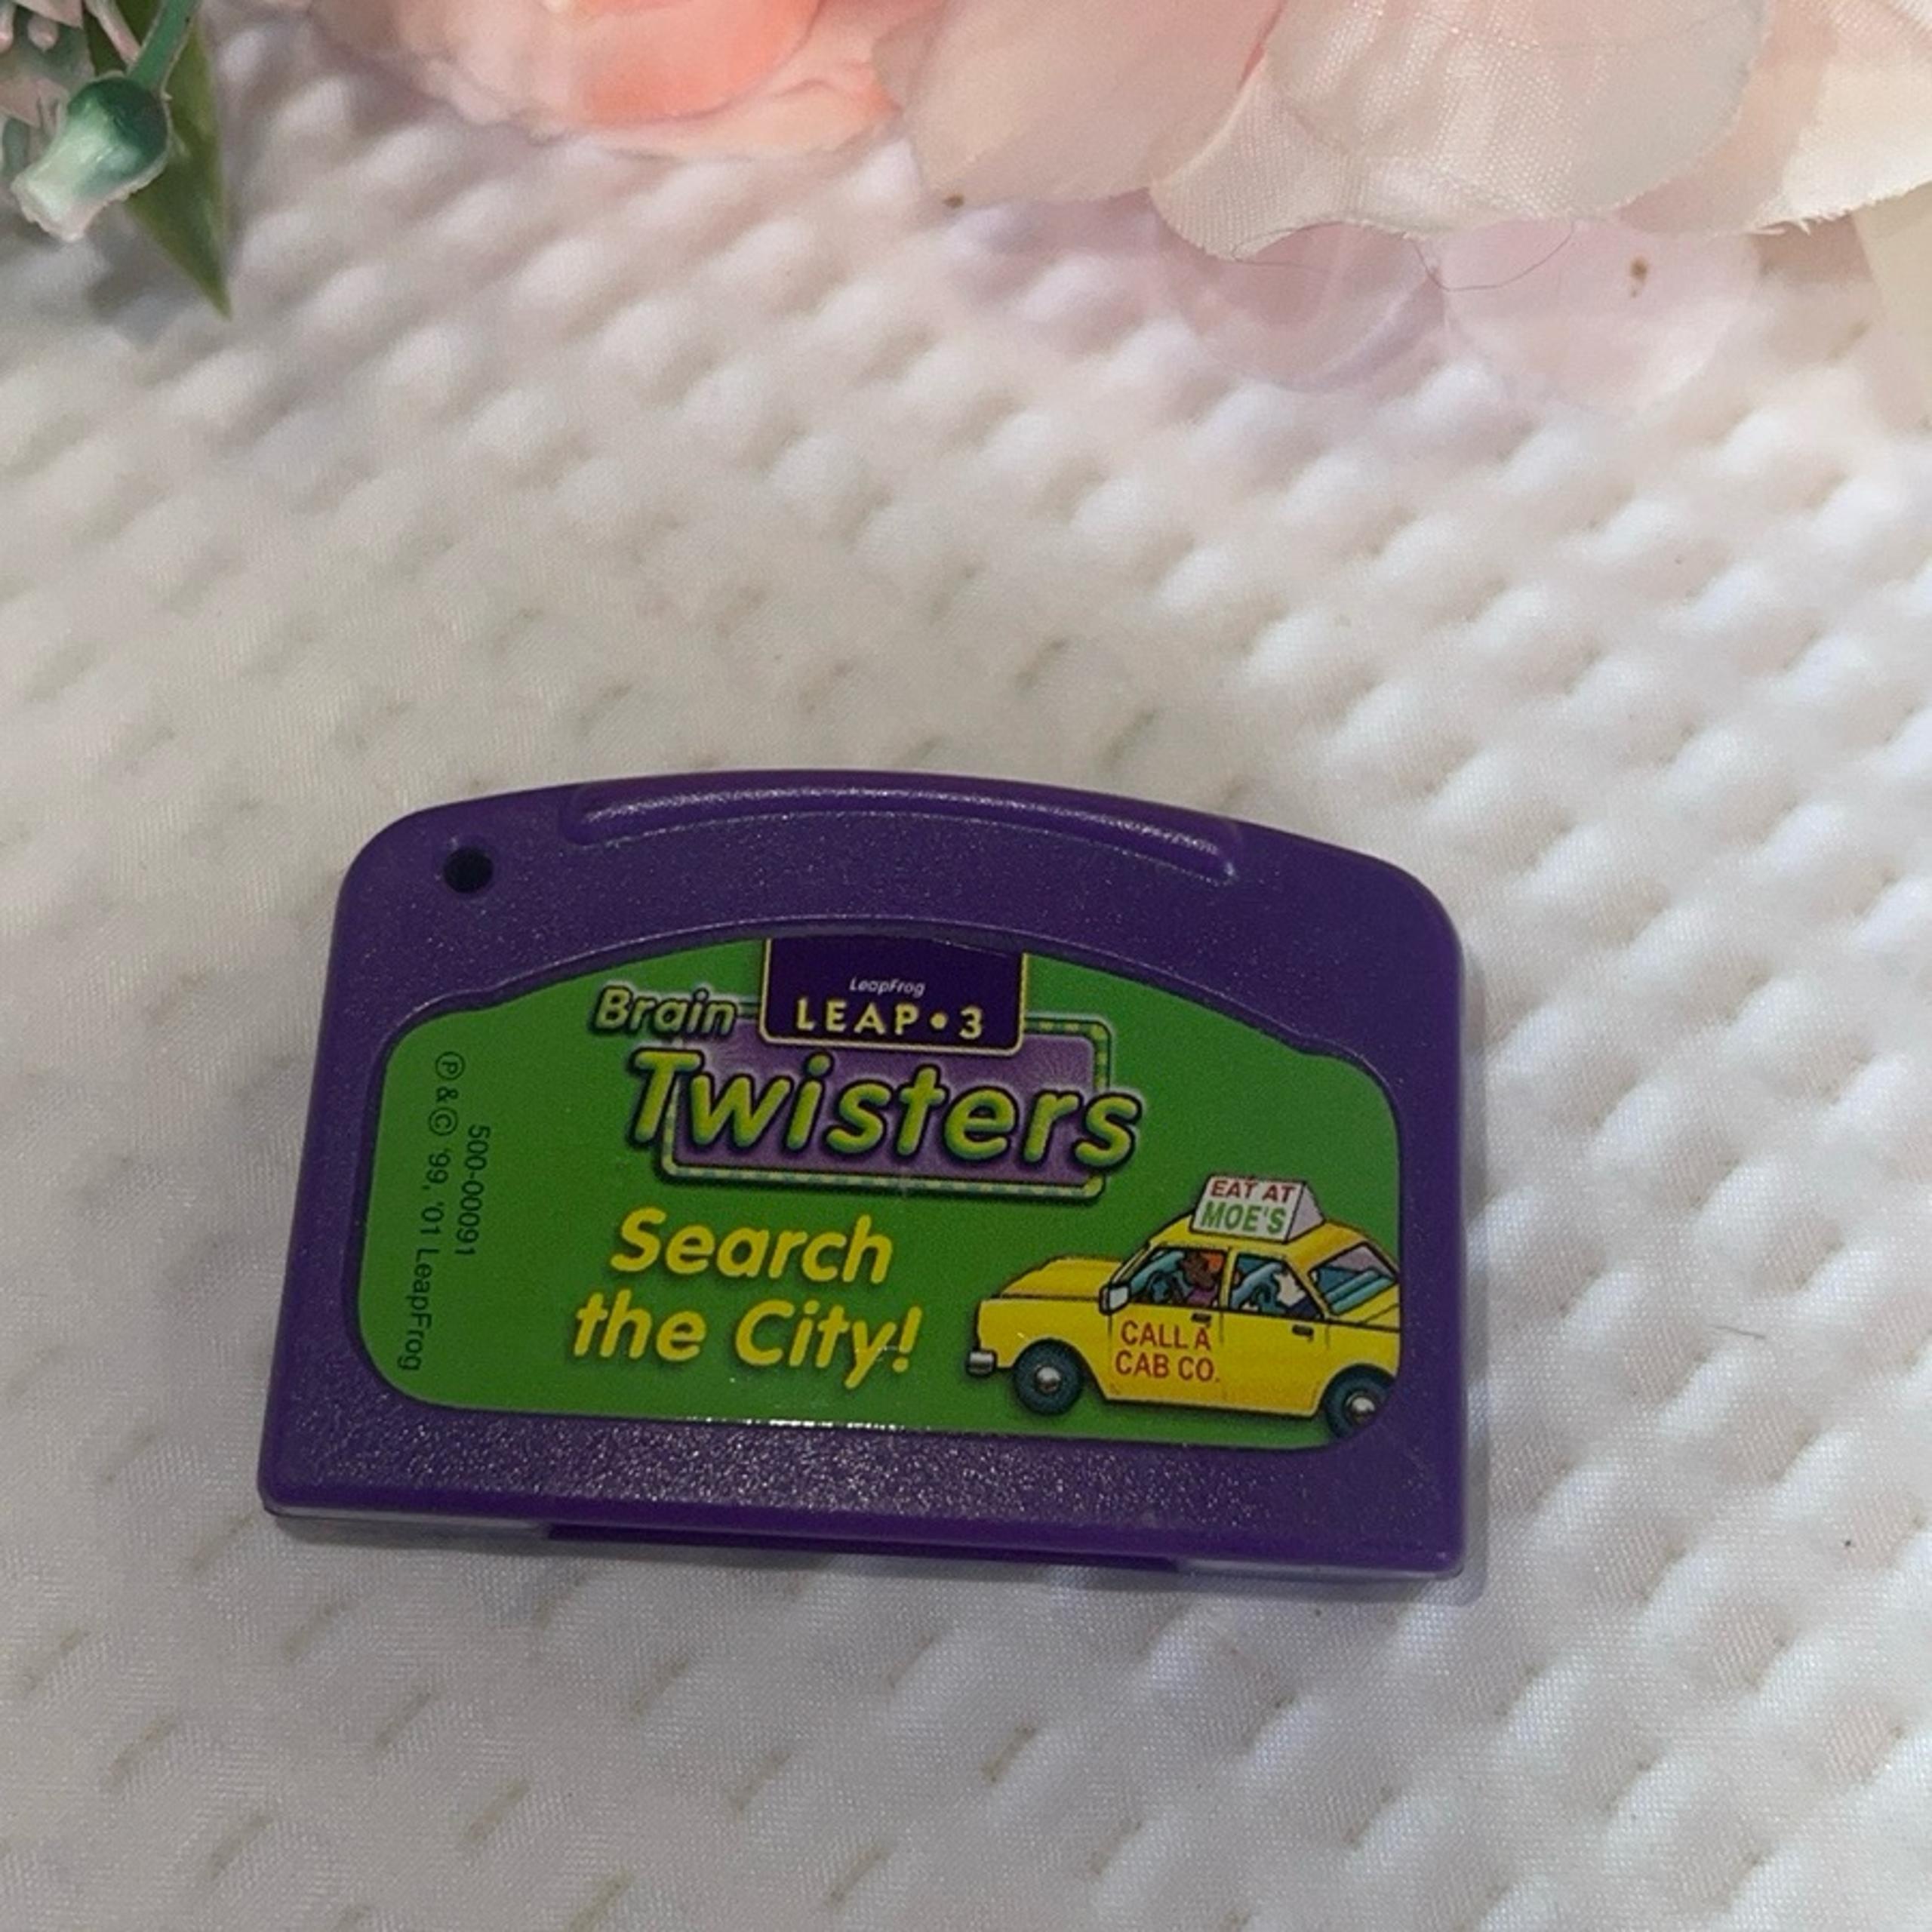 LeapFrog
LEAP•3
Brain
Twisters
Search
the City!
EAT AT
MOE'S
CALL A
CAB CO.
500-00091
Ⓟ & © '99, '01 LeapFrog